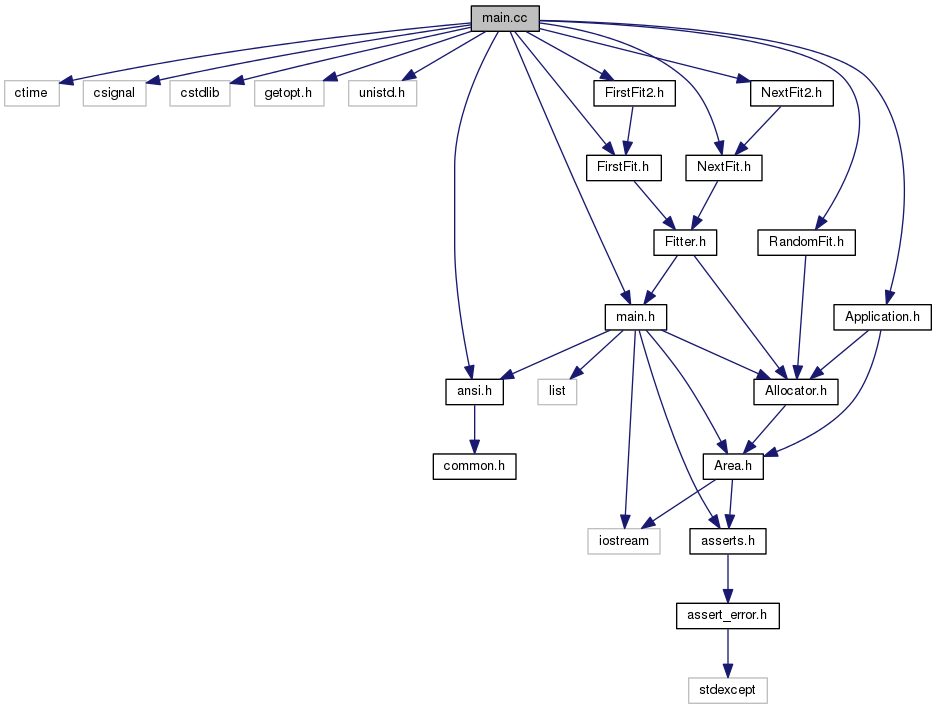 main.cc
ctime
csignal
cstdlib
getopt.h
unistd.h
FirstFit2.h
NextFit2.h
FirstFit.h
NextFit.h
Fitter.h
RandomFit.h
main.h
Application.h
ansi.h
list
Allocator.h
common.h
Area.h
iostream
asserts.h
assert_error.h
stdexcept